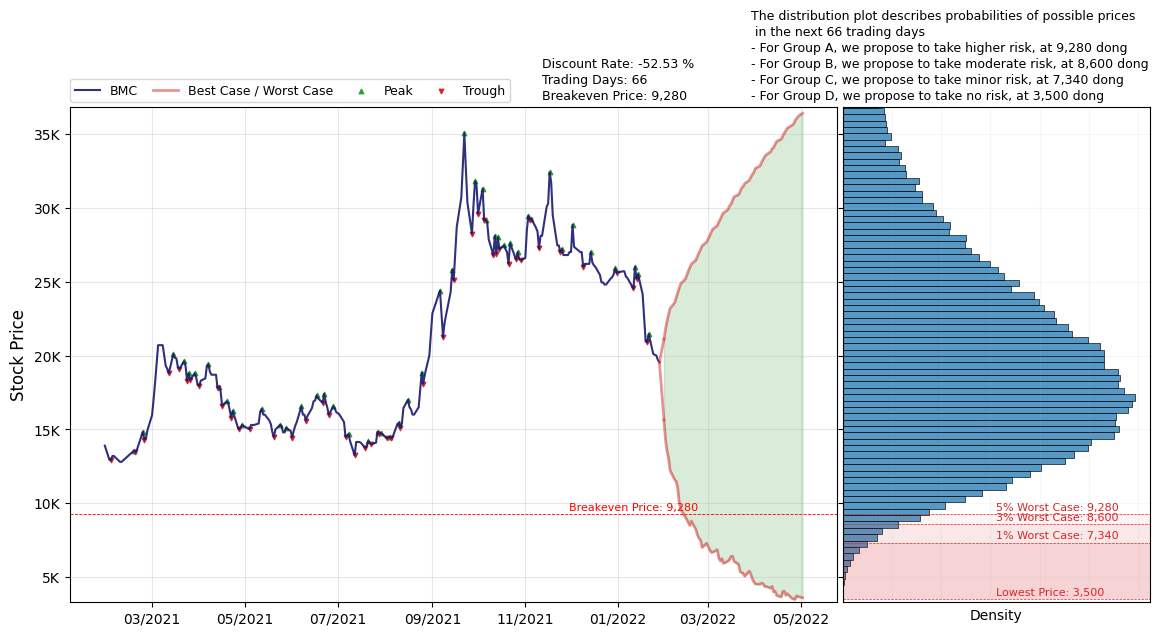 The distribution plot describes probabilities of possible prices
in the next 66 trading days
- For Group A, we propose to take higher risk, at 9,280 dong
- For Group B, we propose to take moderate risk, at 8,600 dong
- For Group C, we propose to take minor risk, at 7,340 dong
- For Group D, we propose to take no risk, at 3,500 dong
Discount Rate: -52.53 %
Trading Days: 66
Breakeven Price: 9,280
BMC
Best Case / Worst Case
Peak
Trough
Stock Price
35K
30K
25K
20K
15K
10K
5K
Breakeven Price: 9,280
03/2021
05/2021
07/2021
09/2021
11/2021
01/2022
03/2022
05/2022
5% Worst Case: 9,280
3% Worst Case: 8,600
1% Worst Case: 7,340
Lowest Price: 3,500
Density